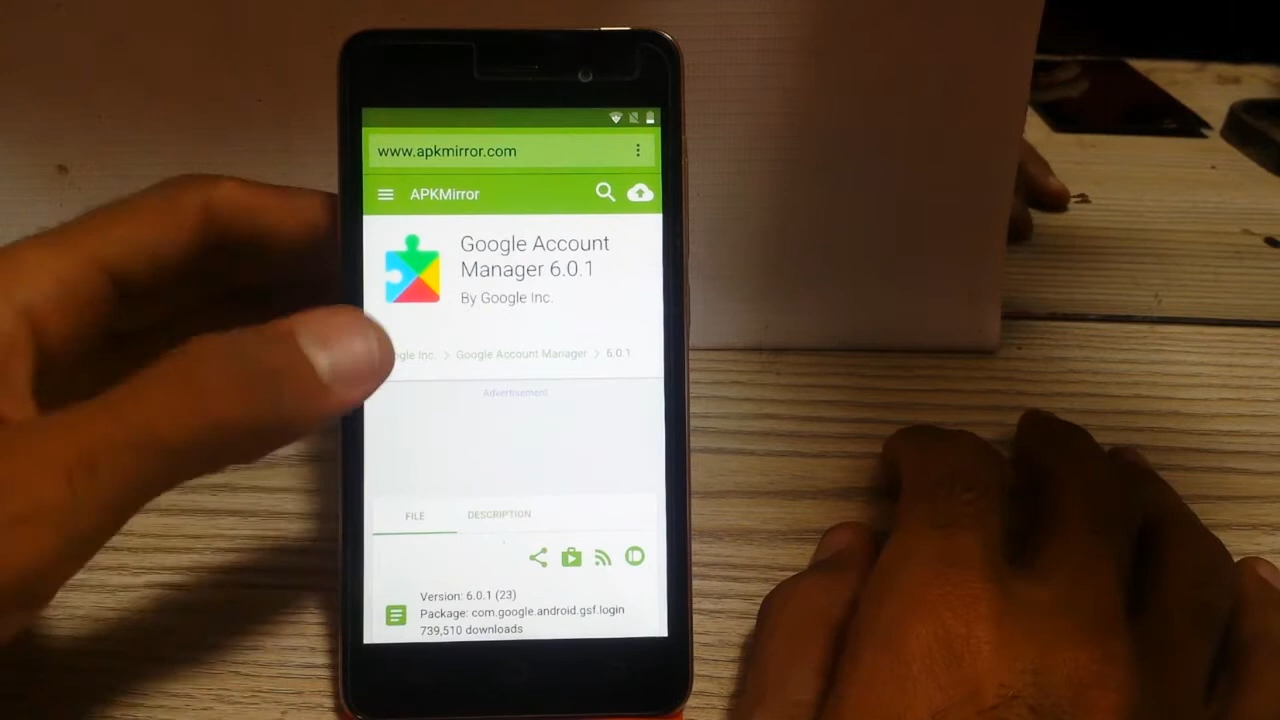 www.apkmirror.com
APKMirror
Google Account
Manager 6.0.1
By Google Inc.
Inc. > Google Account Manager > 6.0.1
Advertisement
FILE DESCRIPTION
Version: 6.0.1 (23)
Package: com.google.android.gsf.login
739,510 downloads